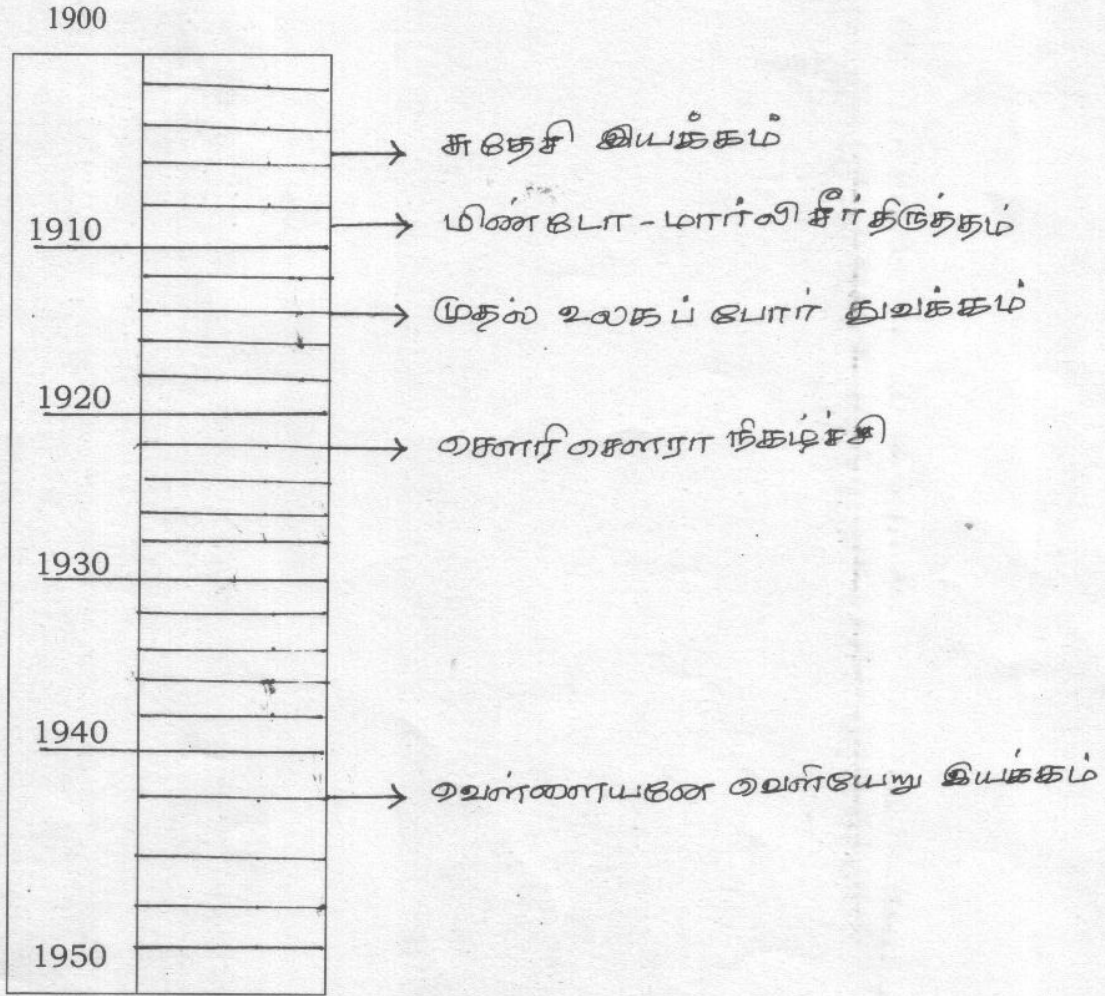 1900
சுதேசி இயக்கம்
மிண்டோ-மார்லி சீர்திருத்தம்
1910
முதல் உலகப் போர் துவக்கம்
1920
சௌரி சௌரா நிகழ்ச்சி
1930
1940
வெள்ளையனே வெளியேறு இயக்கம்
1950